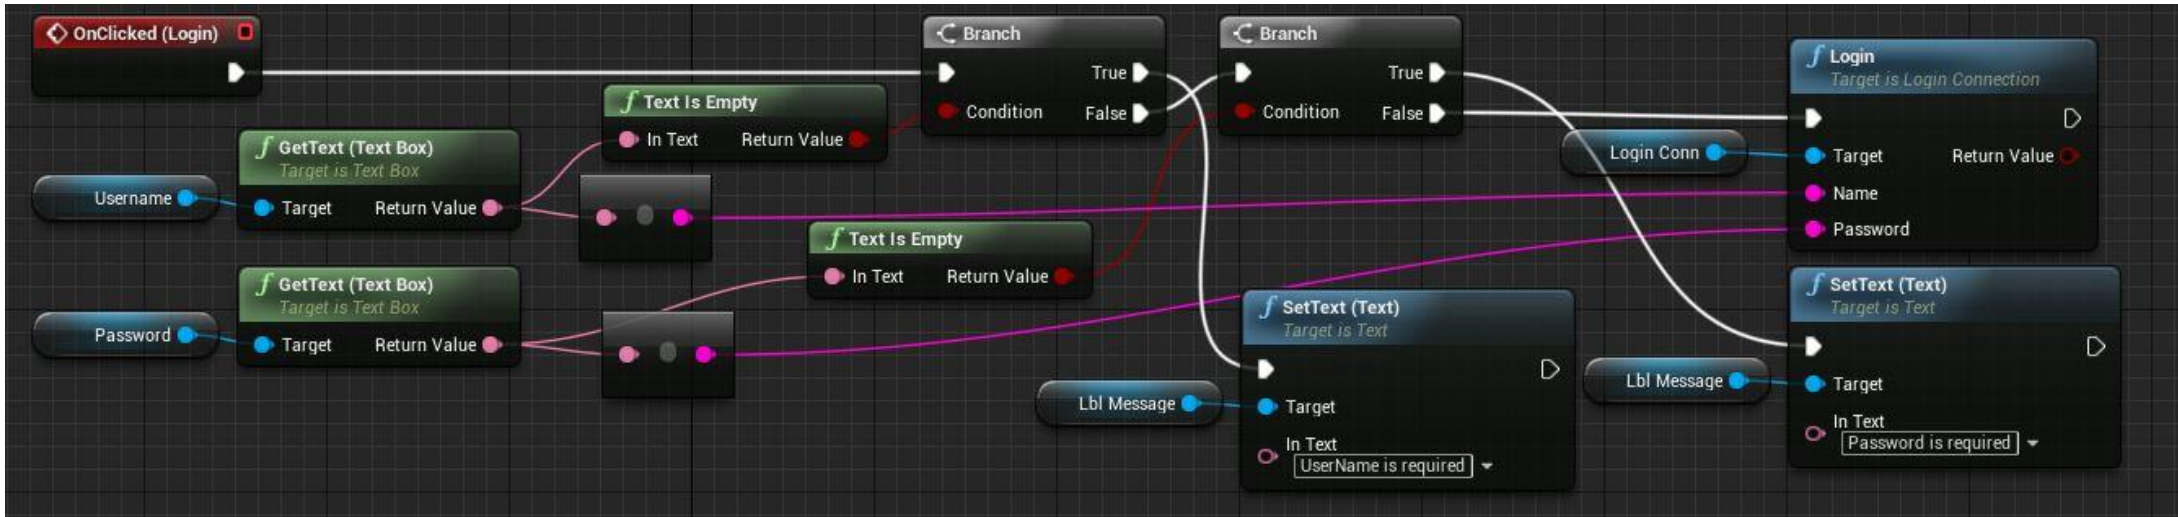 OnClicked (Login)
Branch
True
Condition
False
Branch
True
Condition
False
Login
Target is Login Connection
Target
Return Value
Name
Password
Login Conn
Text Is Empty
In Text
Return Value
GetText (Text Box)
Target is Text Box
Target
Return Value
Username
Text Is Empty
In Text
Return Value
GetText (Text Box)
Target is Text Box
Target
Return Value
Password
SetText (Text)
Target is Text
Target
In Text
UserName is required
Lbl Message
SetText (Text)
Target is Text
Target
In Text
Password is required
Lbl Message